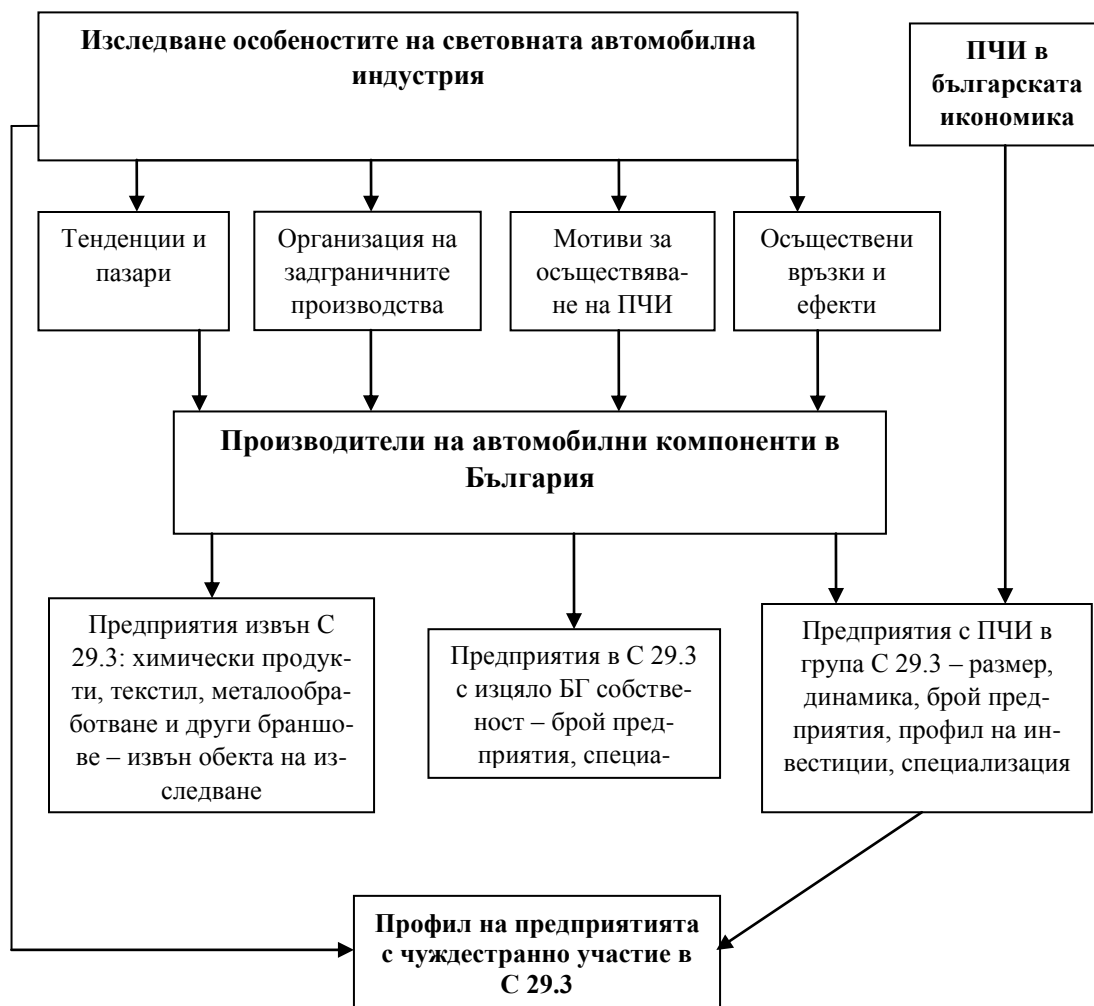 Изследване особеностите на световната автомобилна
индустрия
ПЧИ в
българската
икономика
Тенденции и
пазари
Организация на
задграничните
производства
Мотиви за
осъществява-
не на ПЧИ
Осъществени
връзки и
ефекти
Производители на автомобилни компоненти в
България
Предприятия извън С
29.3: химически продук-
ти, текстил, металообра-
ботване и други браншо-
ве – извън обекта на из-
следване
Предприятия в С 29.3
с изцяло БГ собстве-
ност – брой пред-
приятия, специа-
Предприятия с ПЧИ в
група С 29.3 – размер,
динамика, брой пред-
приятия, профил на ин-
вестиции, специализация
Профил на предприятията
с чуждестранно участие в
С 29.3